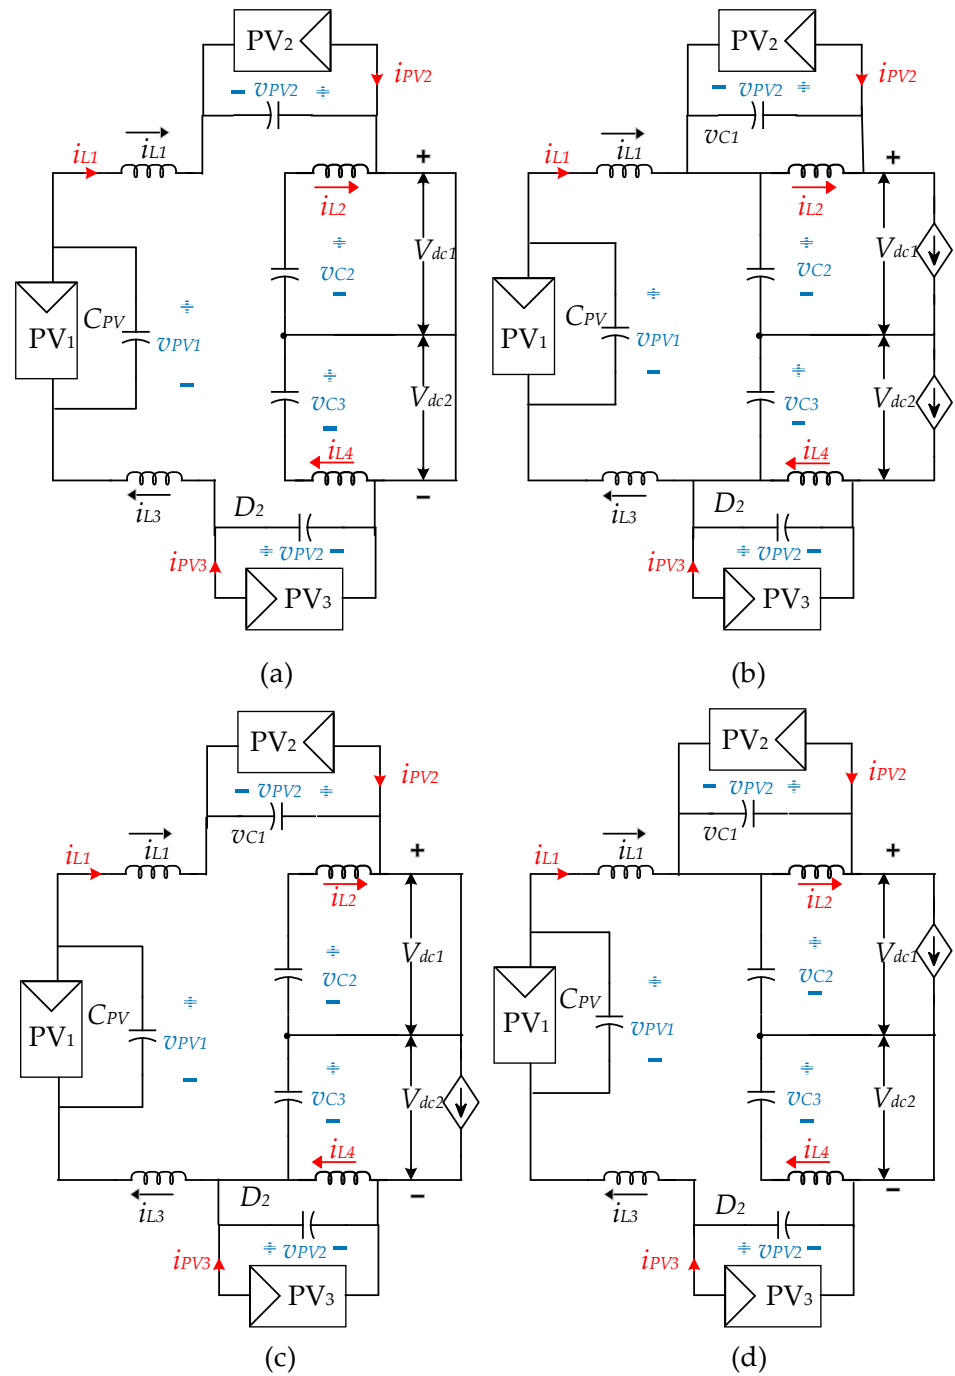 PV2
iPV2
− vPV2 +
iL1 iL1
+
iL2
+
vC2
−
Vdc1
PV1
CPV
+
vPV1
−
+
vC3
−
Vdc2
iL4
−
iL3
D2
+ vPV2 −
iPV3
PV3
(a)
PV2
iPV2
− vPV2 +
vC1
iL1 iL1
+
iL2
+
vC2
−
Vdc1
PV1
CPV
+
vPV1
−
+
vC3
−
Vdc2
iL4
−
iL3
D2
+ vPV2 −
iPV3
PV3
(b)
PV2
iPV2
− vPV2 +
vC1
iL1 iL1
+
iL2
+
vC2
−
Vdc1
PV1
CPV
+
vPV1
−
+
vC3
−
Vdc2
iL4
−
iL3
D2
+ vPV2 −
iPV3
PV3
(c)
PV2
iPV2
− vPV2 +
vC1
iL1 iL1
+
iL2
+
vC2
−
Vdc1
PV1
CPV
+
vPV1
−
+
vC3
−
Vdc2
iL4
−
iL3
D2
+ vPV2 −
iPV3
PV3
(d)